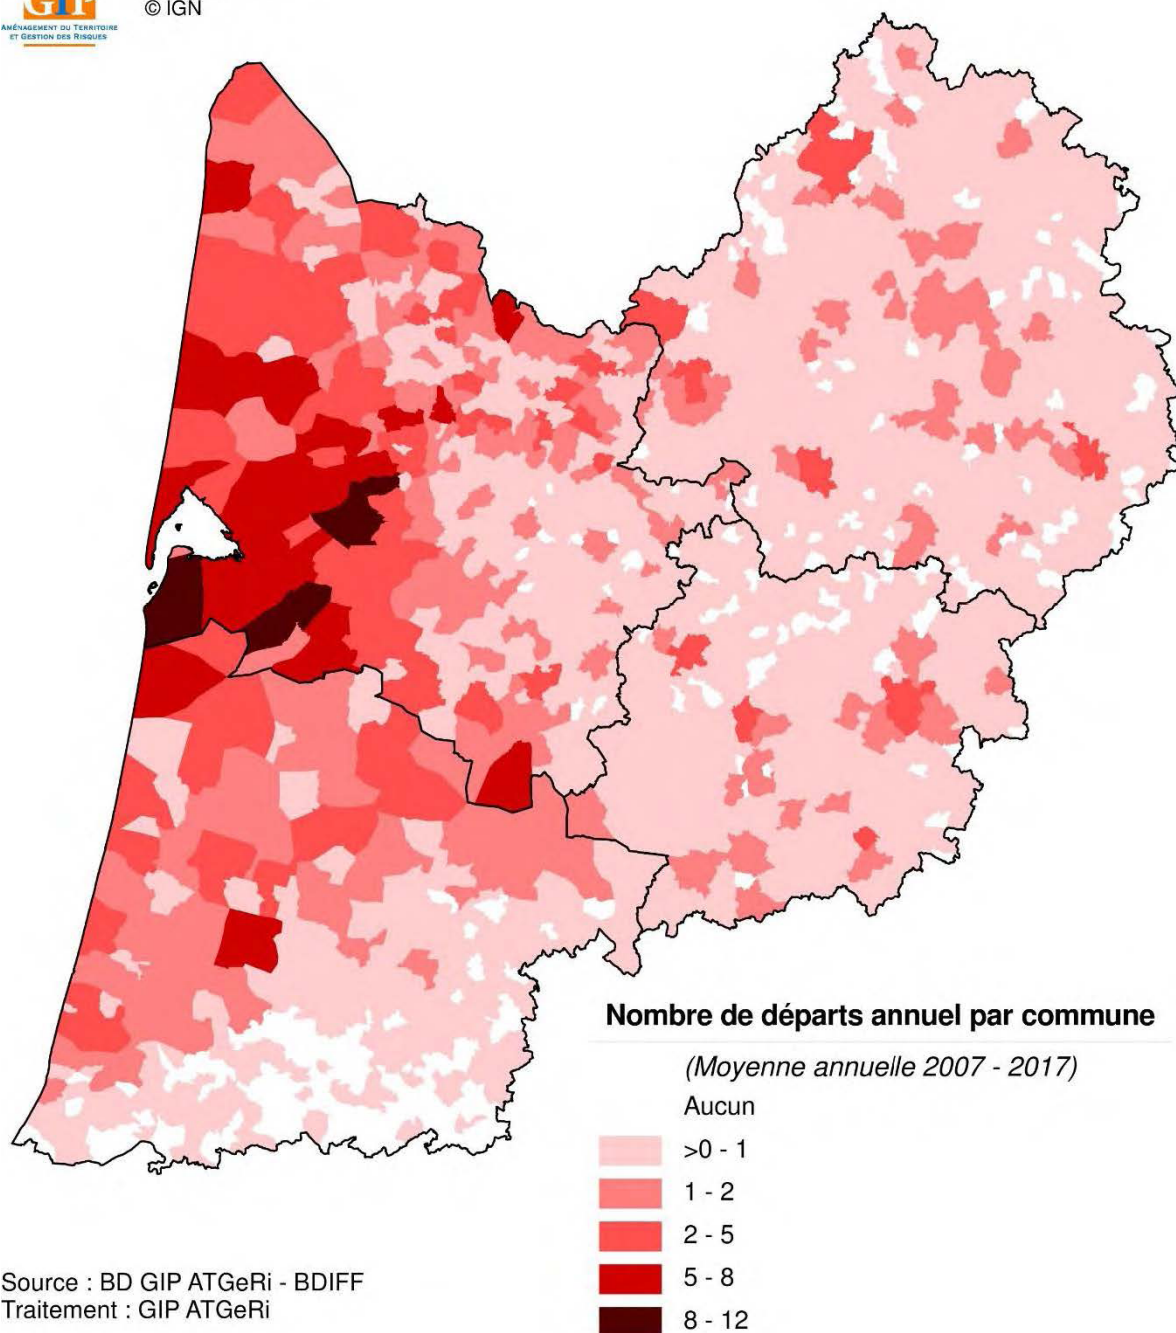 GIP
AMÉNAGEMENT DU TERRITOIRE
ET GESTION DES RISQUES
© IGN
Nombre de départs annuel par commune
(Moyenne annuelle 2007 - 2017)
Aucun
>0 - 1
1 - 2
2 - 5
5 - 8
8 - 12
Source : BD GIP ATGeRi - BDIFF
Traitement : GIP ATGeRi